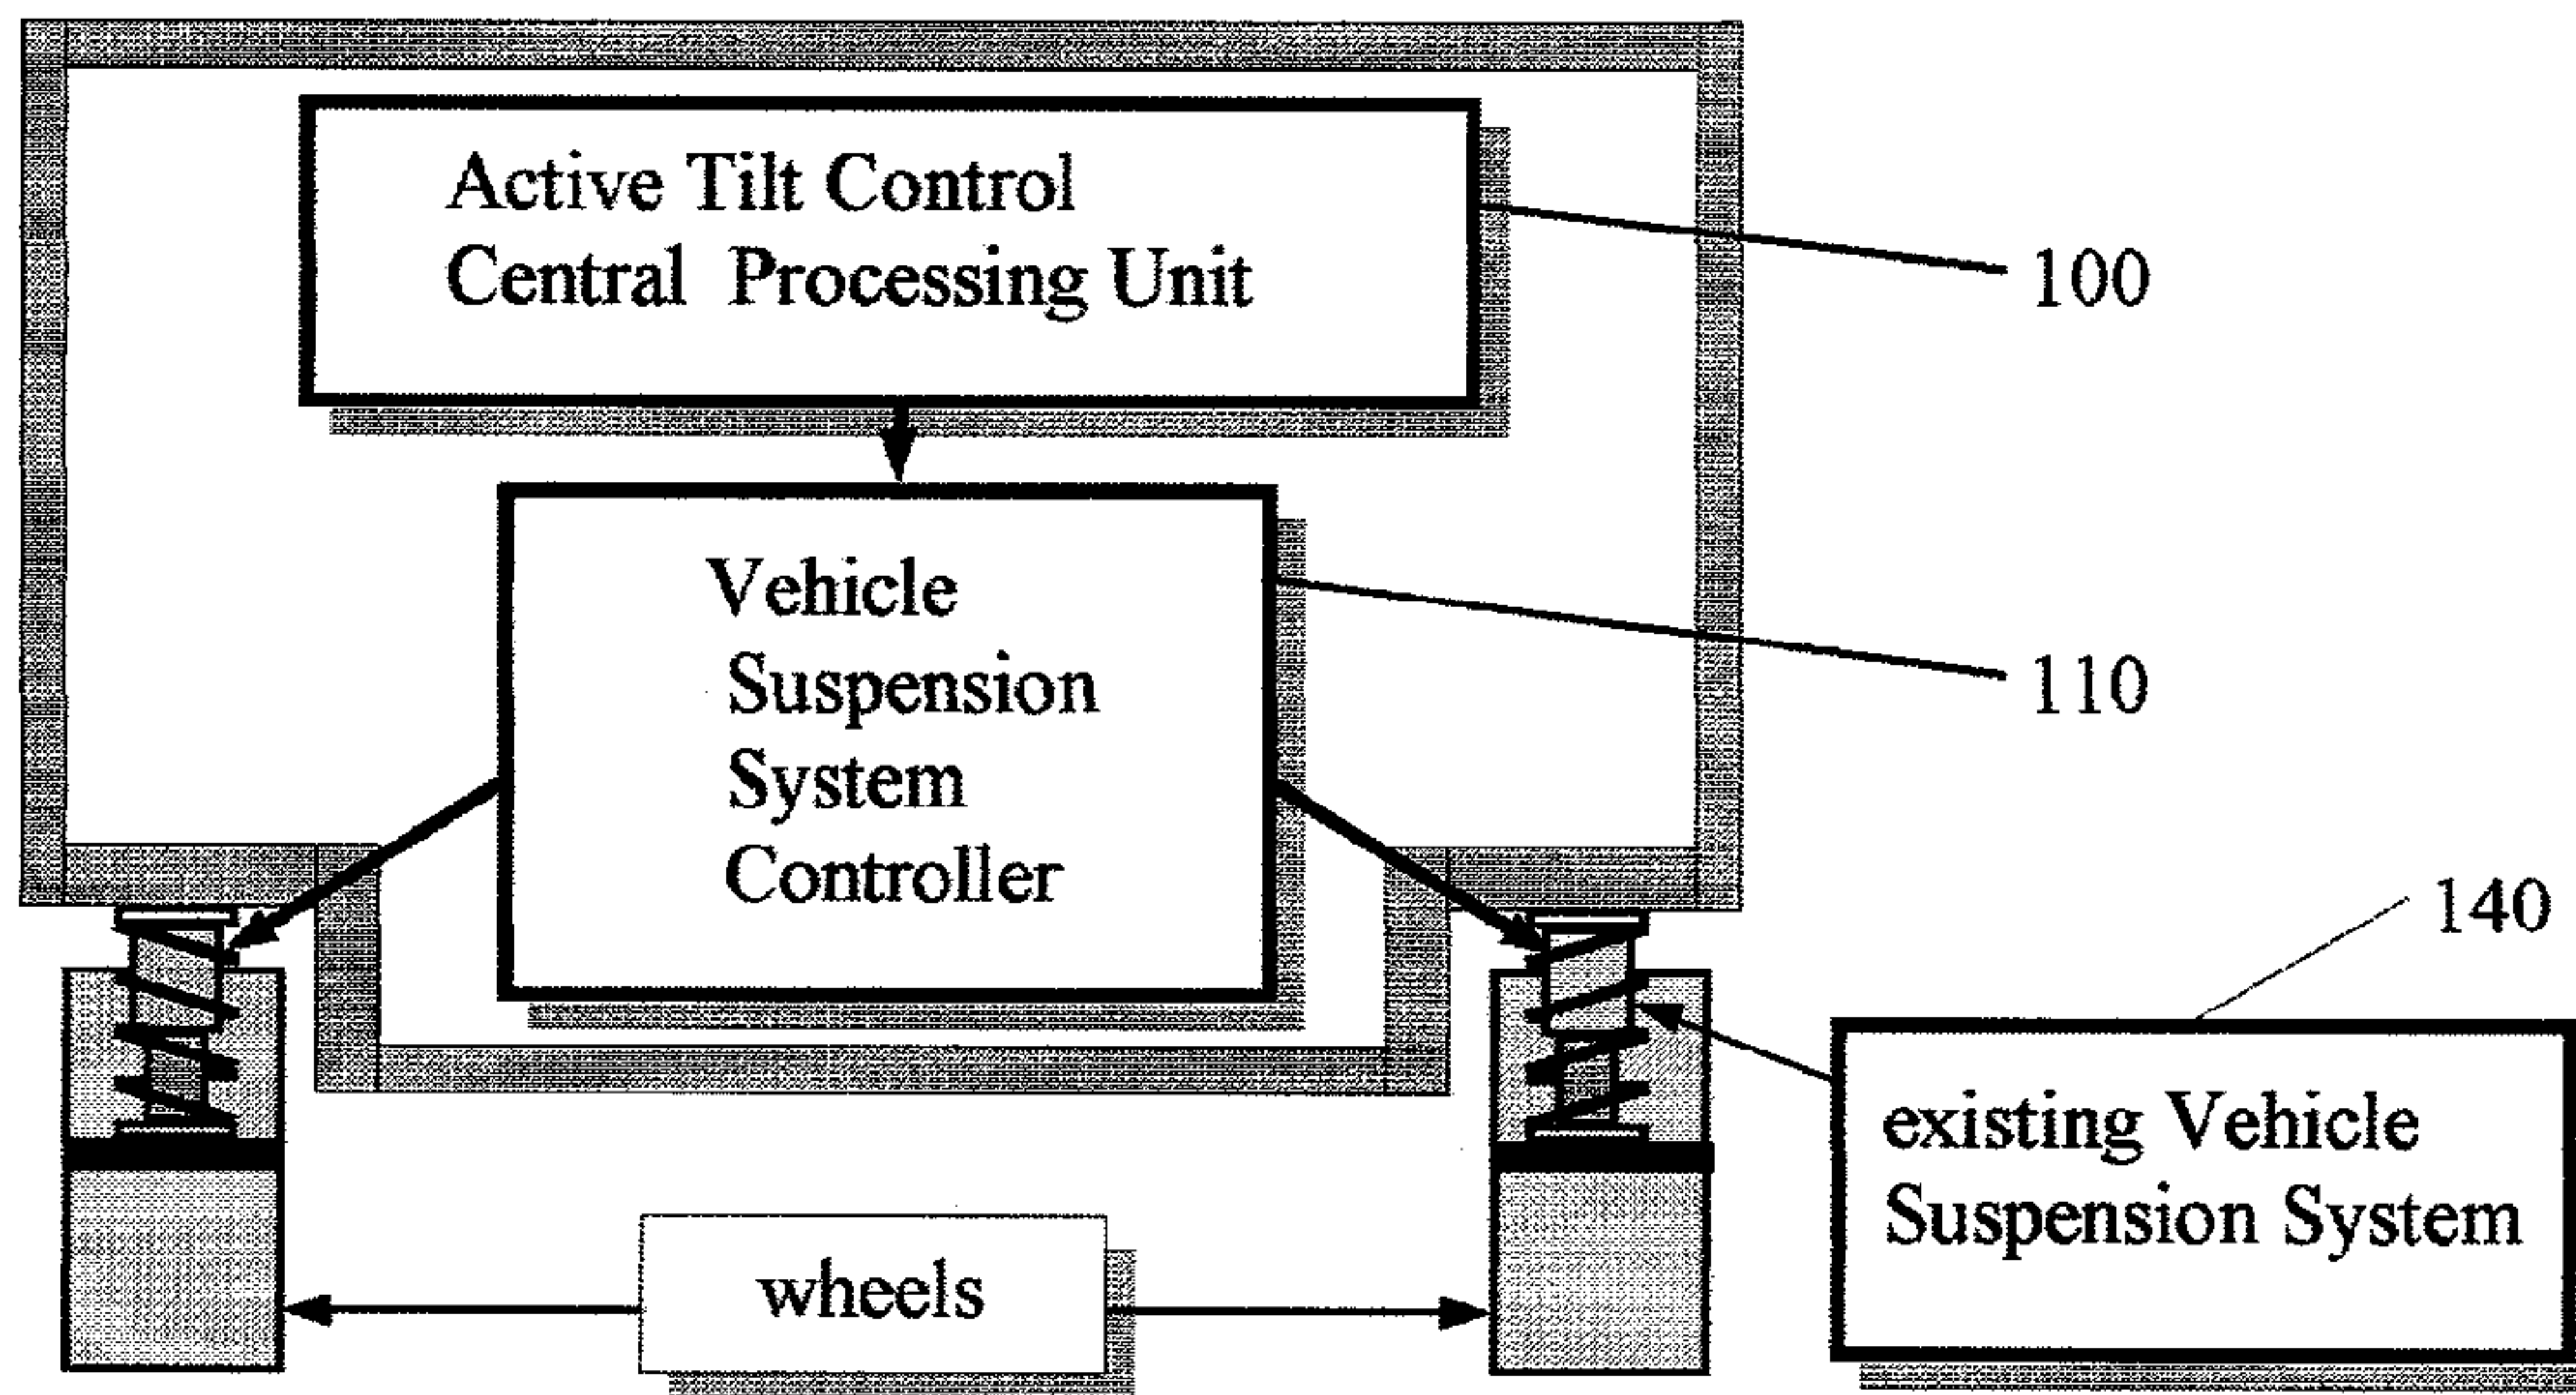 Active Tilt Control
Central Processing Unit
100
Vehicle
Suspension
System
Controller
110
140
existing Vehicle
Suspension System
wheels